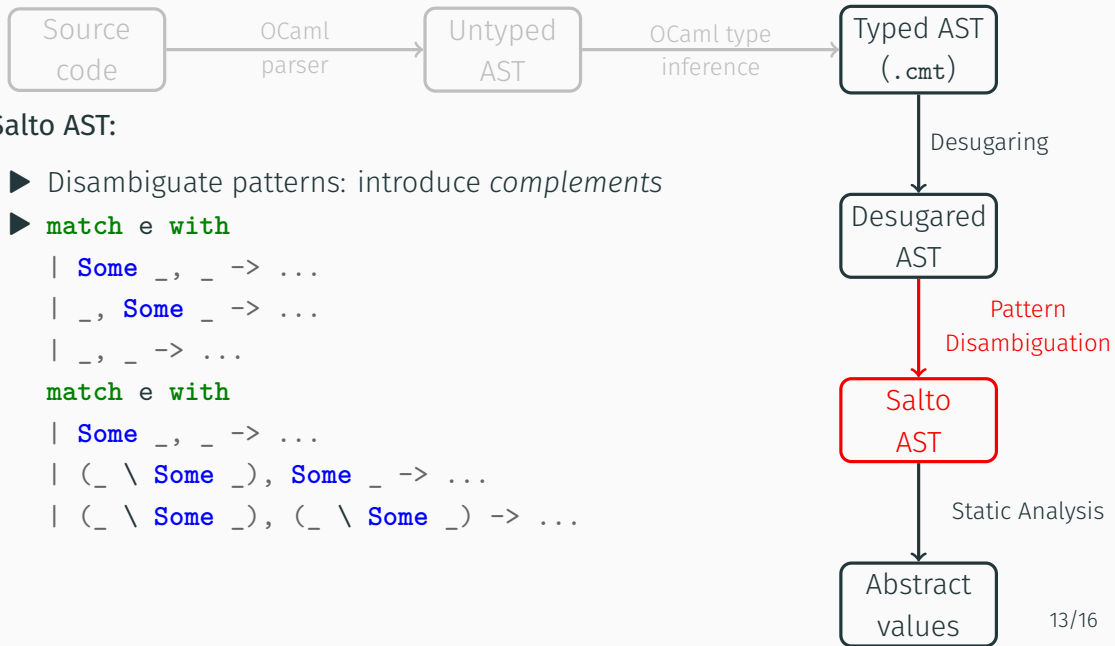 Source
code
OCaml
parser
Untyped
AST
OCaml type
inference
Typed AST
(.cmt)
Salto AST:
▶ Disambiguate patterns: introduce complements
▶ match e with
| Some _, _ -> ...
| _, Some _ -> ...
| _, _ -> ...
match e with
| Some _, _ -> ...
| (_ \ Some _), Some _ -> ...
| (_ \ Some _), (_ \ Some _) -> ...
Desugaring
Desugared
AST
Pattern
Disambiguation
Salto
AST
Static Analysis
Abstract
values
13/16